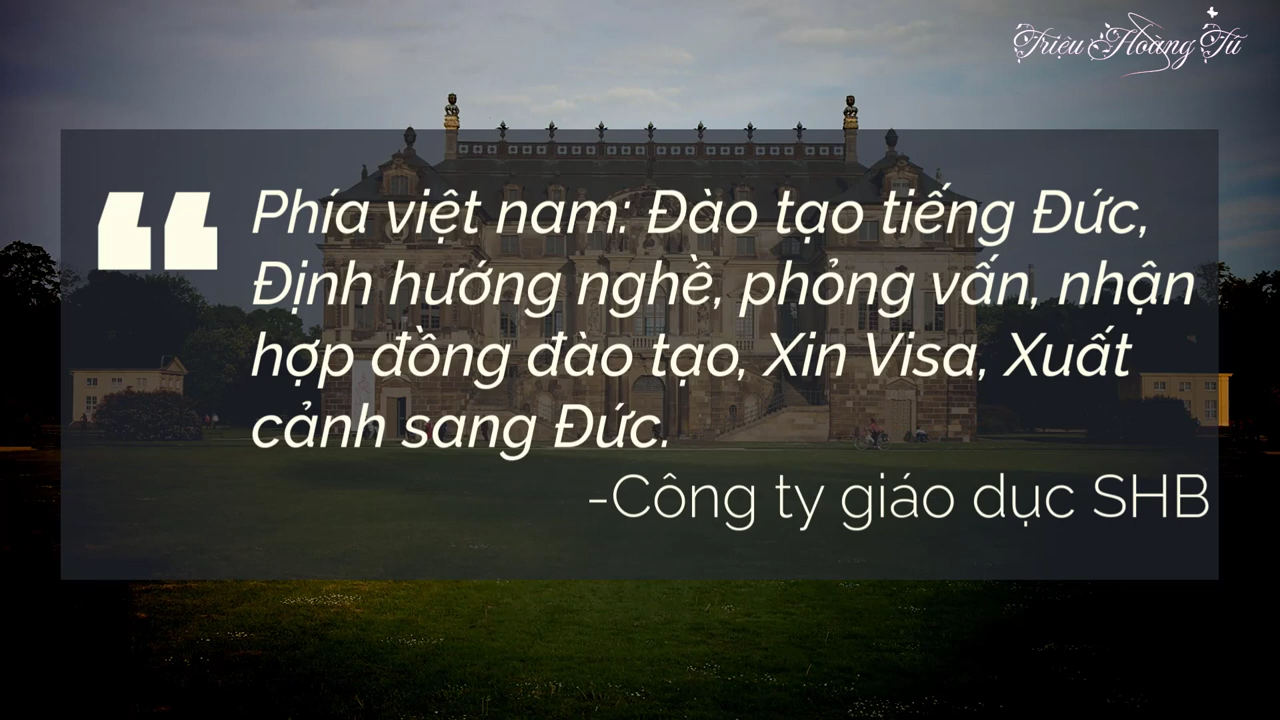 Triệu Hoàng Tú
Phía việt nam: Đào tạo tiếng Đức,
Định hướng nghề, phỏng vấn, nhận
hợp đồng đào tạo, Xin Visa, Xuất
cảnh sang Đức.
-Công ty giáo dục SHB